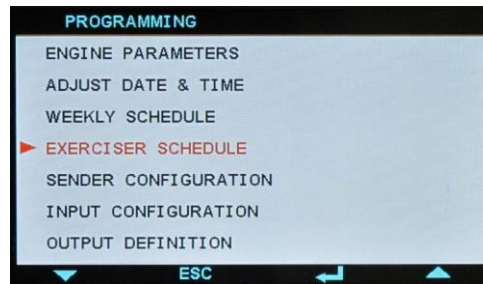 PROGRAMMING
ENGINE PARAMETERS
ADJUST DATE & TIME
WEEKLY SCHEDULE
EXERCISER SCHEDULE
SENDER CONFIGURATION
INPUT CONFIGURATION
OUTPUT DEFINITION
ESC